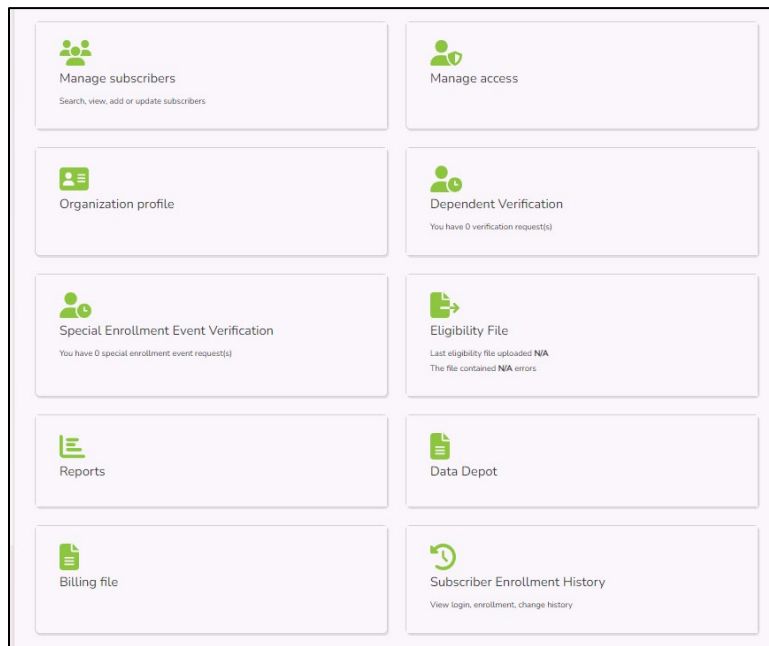 Manage subscribers
Search, view, add or update subscribers
Manage access
Organization profile
Dependent Verification
You have 0 verification request(s)
Special Enrollment Event Verification
You have 0 special enrollment event request(s)
Eligibility File
Last eligibility file uploaded N/A
The file contained N/A errors
Reports
Data Depot
Billing file
Subscriber Enrollment History
View login, enrollment, change history